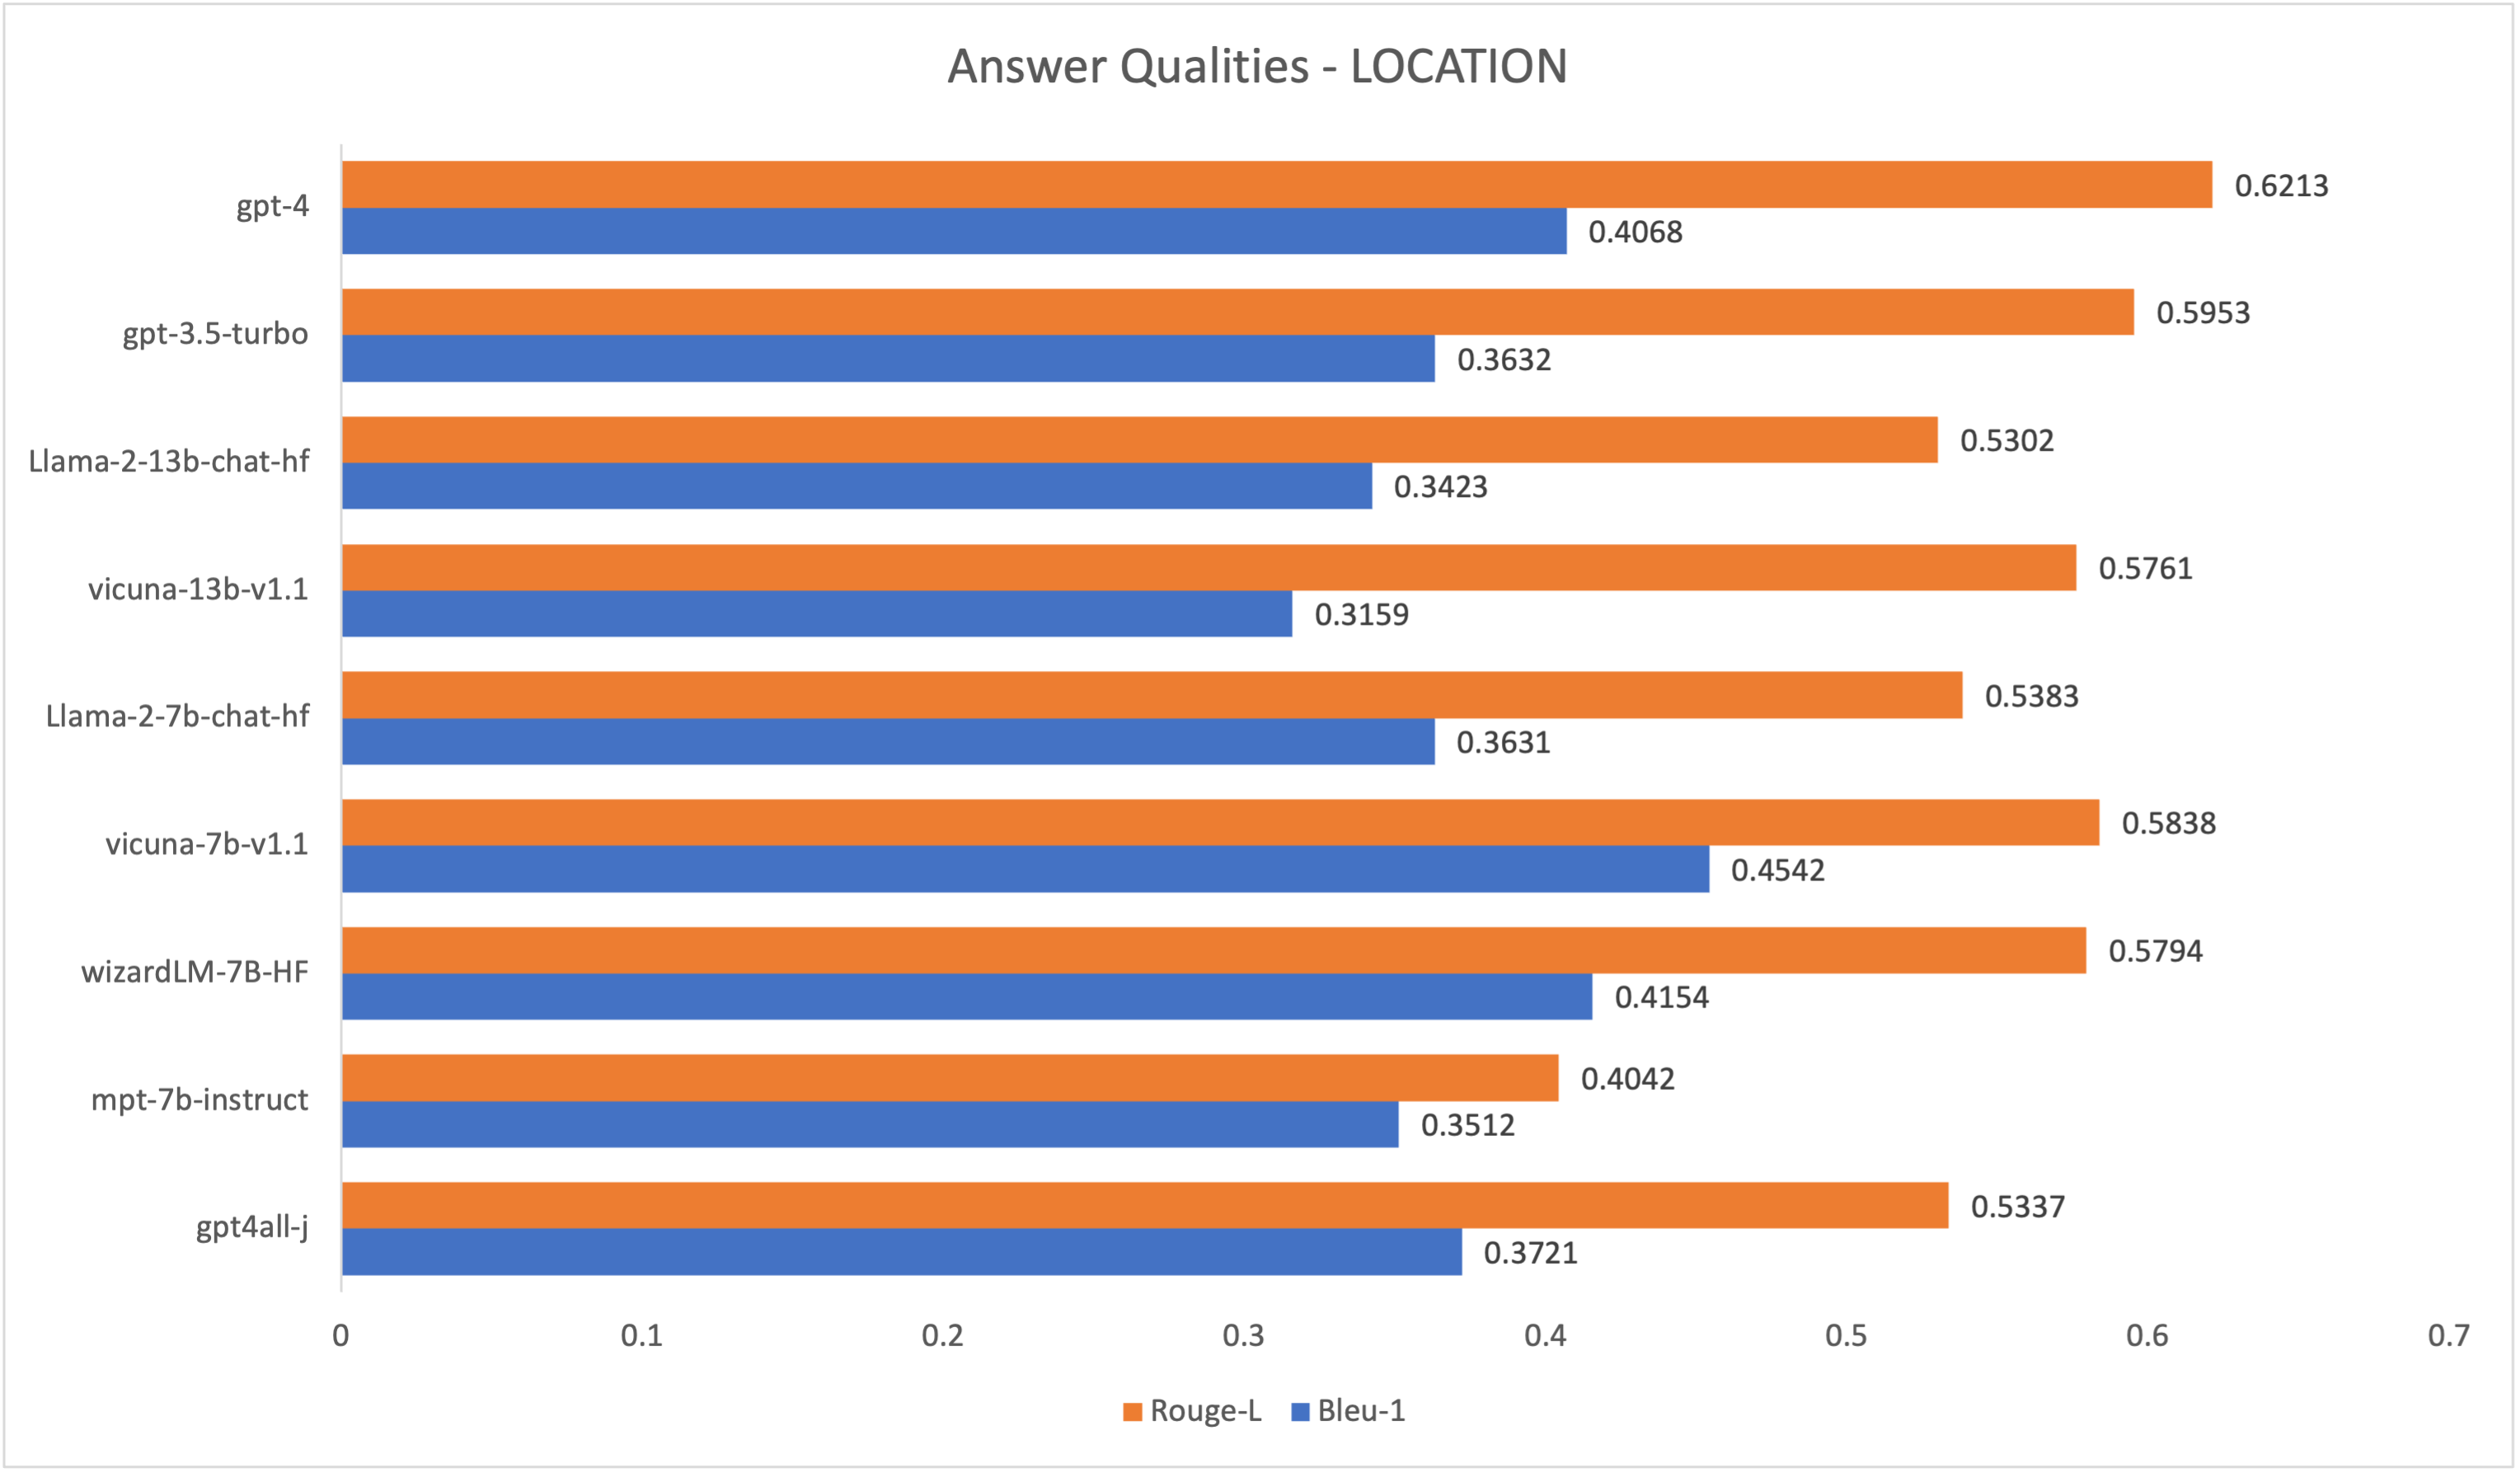 Answer Qualities - LOCATION
gpt-4
0.6213
0.4068
gpt-3.5-turbo
0.5953
0.3632
Llama-2-13b-chat-hf
0.5302
0.3423
vicuna-13b-v1.1
0.5761
0.3159
Llama-2-7b-chat-hf
0.5383
0.3631
vicuna-7b-v1.1
0.5838
0.4542
wizardLM-7B-HF
0.5794
0.4154
mpt-7b-instruct
0.4042
0.3512
gpt4all-j
0.5337
0.3721
0 0.1 0.2 0.3 0.4 0.5 0.6 0.7
Rouge-L Bleu-1